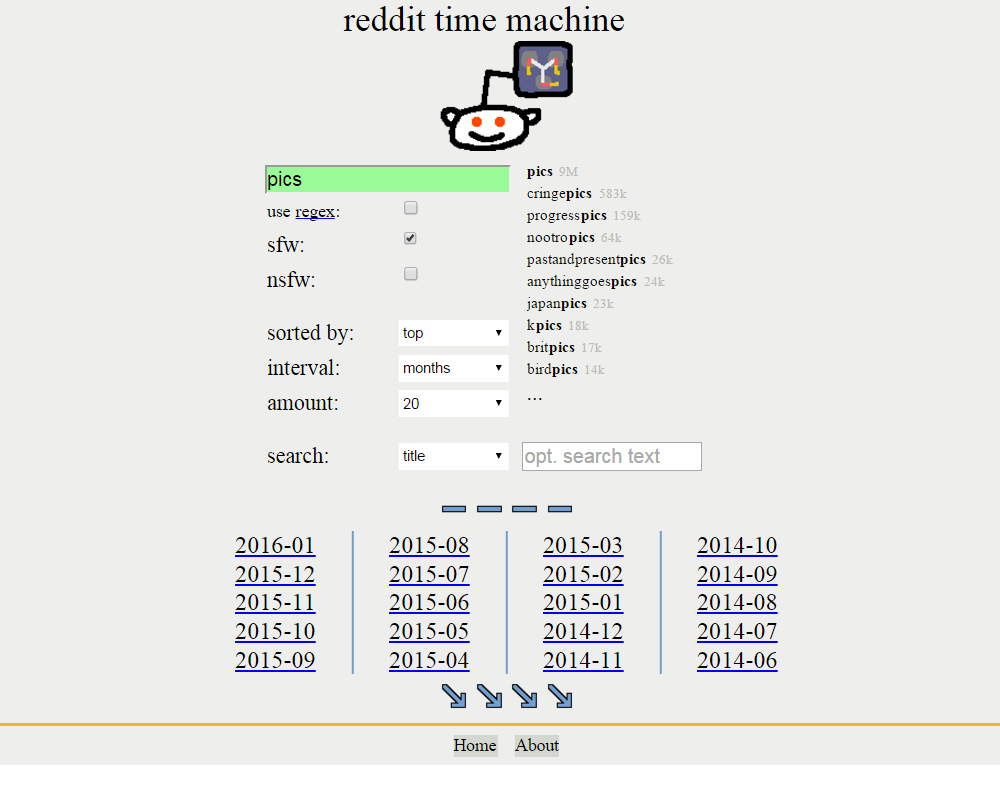 reddit time machine
pics
use regex:
sfw:
nsfw:
sorted by: top
interval: months
amount: 20
pics 9M
cringepics 583k
progresspics 159k
nootropics 64k
pastandpresentpics 26k
anythinggoespics 24k
japanpics 23k
kpics 18k
britpics 17k
birdpics 14k
...
search: title opt. search text
2016-01 2015-08 2015-03 2014-10
2015-12 2015-07 2015-02 2014-09
2015-11 2015-06 2015-01 2014-08
2015-10 2015-05 2014-12 2014-07
2015-09 2015-04 2014-11 2014-06
Home About